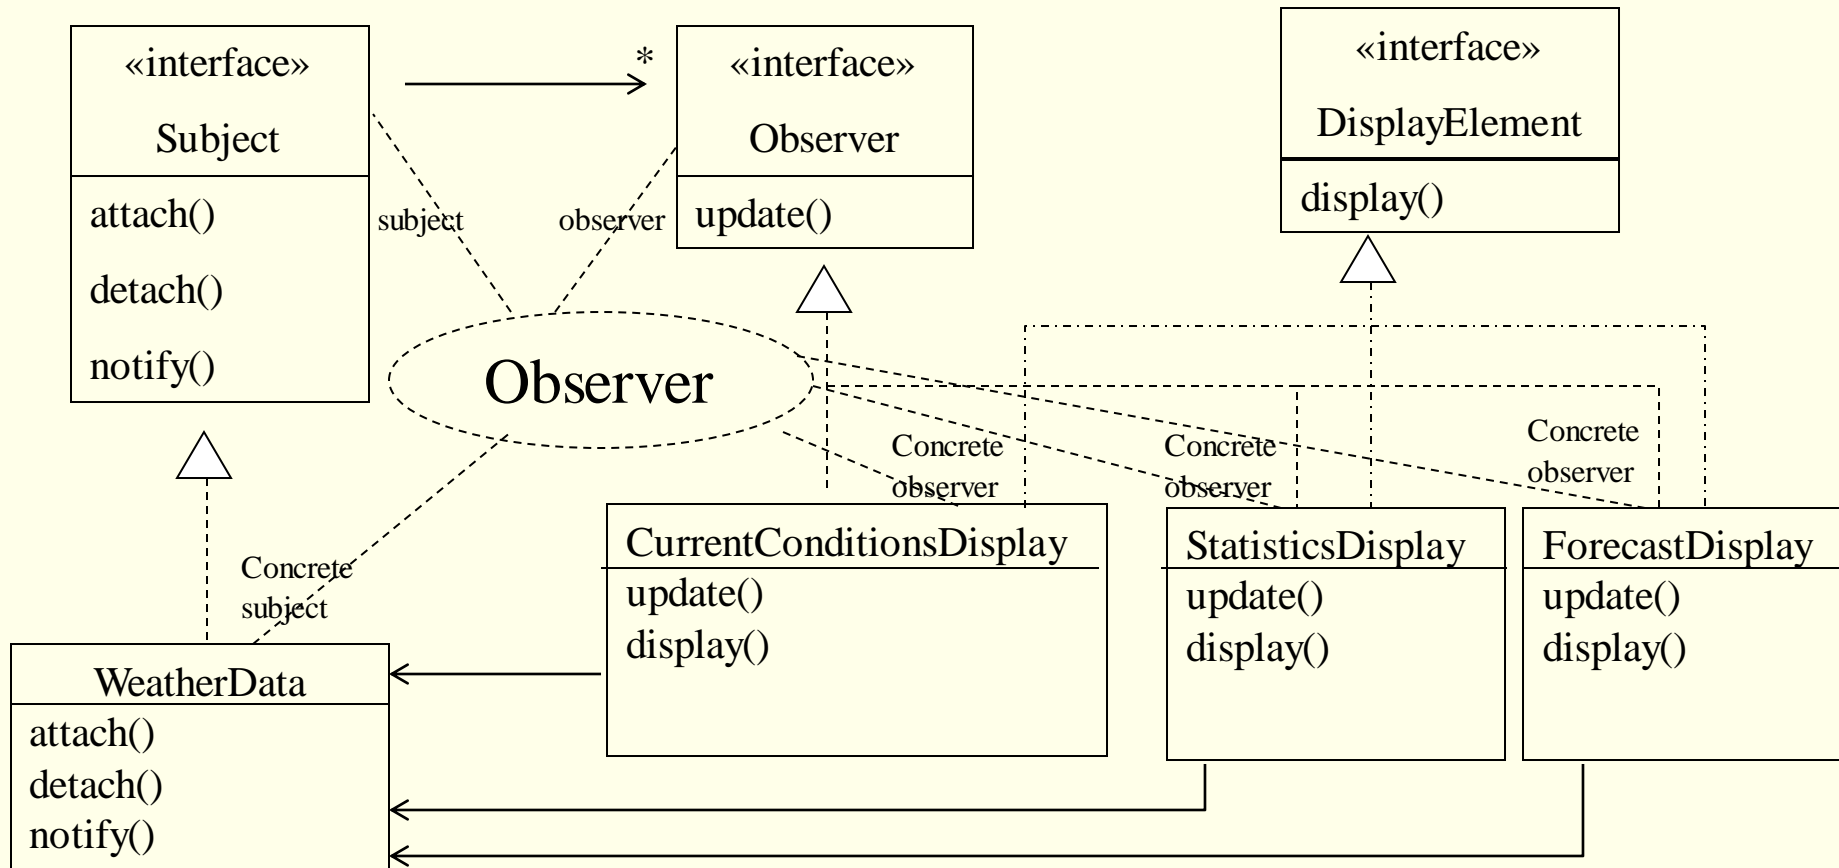 «interface»
Subject
attach()
detach()
notify()
*
«interface»
Observer
update()
«interface»
DisplayElement
display()
subject
observer
Observer
Concrete
subject
Concrete
observer
Concrete
observer
Concrete
observer
WeatherData
attach()
detach()
notify()
CurrentConditionsDisplay
update()
display()
StatisticsDisplay
update()
display()
ForecastDisplay
update()
display()